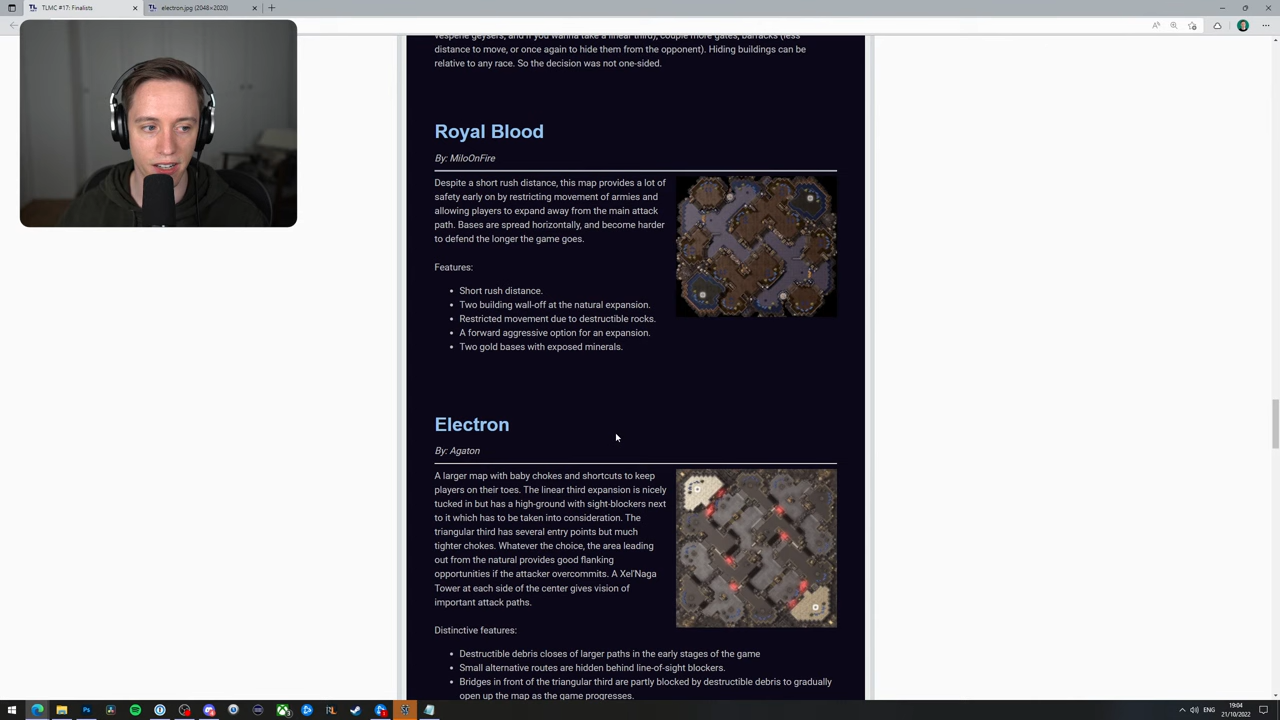 TLMC #17: Finalists
electron.jpg (2048×2020)
vespene geysers, and if you wanna take a linear third), couple more gates, barracks (less
distance to move, or once again to hide them from the opponent). Hiding buildings can be
relative to any race. So the decision was not one-sided.
Royal Blood
By: MiloOnFire
Despite a short rush distance, this map provides a lot of
safety early on by restricting movement of armies and
allowing players to expand away from the main attack
path. Bases are spread horizontally, and become harder
to defend the longer the game goes.
Features:
• Short rush distance.
• Two building wall-off at the natural expansion.
• Restricted movement due to destructible rocks.
• A forward aggressive option for an expansion.
• Two gold bases with exposed minerals.
Electron
By: Agaton
A larger map with baby chokes and shortcuts to keep
players on their toes. The linear third expansion is nicely
tucked in but has a high-ground with sight-blockers next
to it which has to be taken into consideration. The
triangular third has several entry points but much
tighter chokes. Whatever the choice, the area leading
out from the natural provides good flanking
opportunities if the attacker overcommits. A Xel'Naga
Tower at each side of the center gives vision of
important attack paths.
Distinctive features:
• Destructible debris closes of larger paths in the early stages of the game
• Small alternative routes are hidden behind line-of-sight blockers.
• Bridges in front of the triangular third are partly blocked by destructible debris to gradually
open up the map as the game progresses.
ENG
19:04
21/10/2022